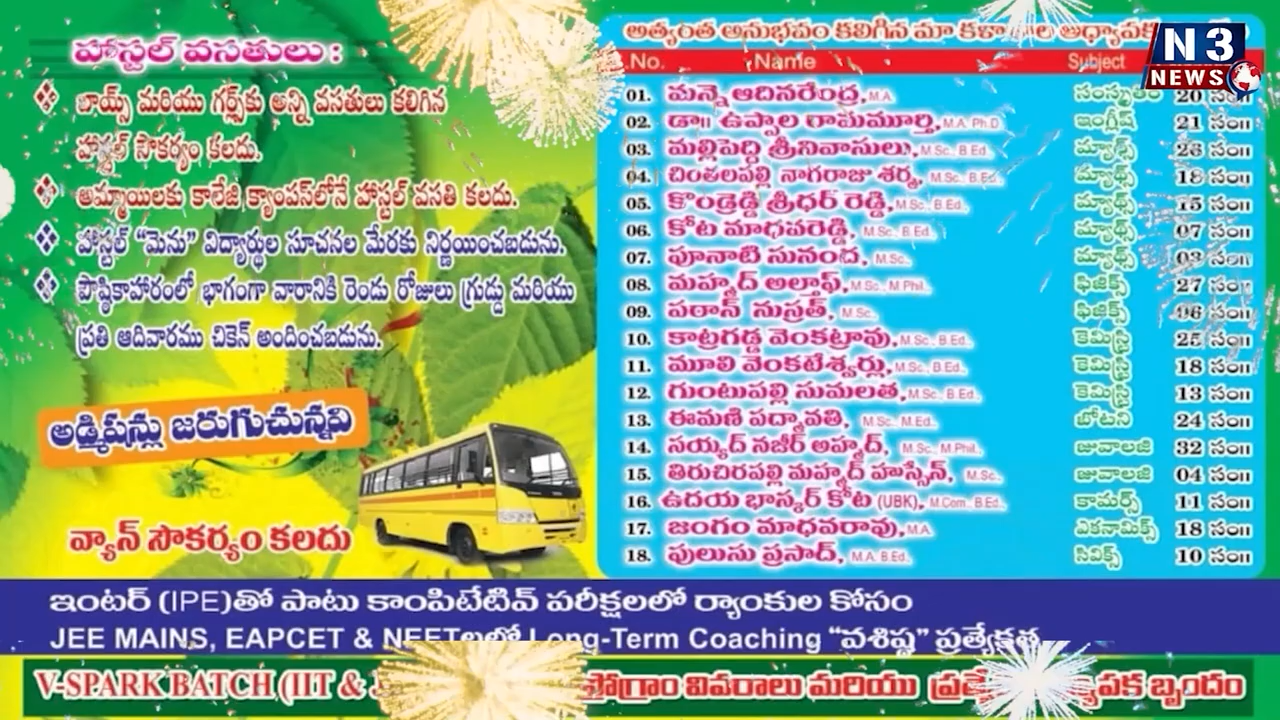 హాస్టల్ వసతులు :
బాయ్స్ మరియు గర్ల్స్‌కు అన్ని వసతులు కలిగిన
హాస్టల్ సౌకర్యం కలదు.
అమ్మాయిలకు కాలేజి క్యాంపస్‌లోనే హాస్టల్ వసతి కలదు.
హాస్టల్ "మెను" విద్యార్థుల సూచనల మేరకు నిర్ణయించబడును.
పౌష్ఠికాహారంలో భాగంగా వారానికి రెండు రోజులు గ్రుడ్డు మరియు
ప్రతి ఆదివారము చికెన్ అందించబడును.
అడ్మిషన్లు జరుగుచున్నవి
వ్యాన్ సౌకర్యం కలదు
అత్యంత అనుభవం కలిగిన మా
N3
NEWS
No. Name Subject
01. మన్నె ఆదినరేంద్ర, M.A. సంస్కృతం 20 సం॥
02. డా॥ ఉప్పాల రామమూర్తి, M.A. Ph.D ఇంగ్లీష్ 21 సం॥
03. మల్లిపెద్ది శ్రీనివాసులు, M.Sc., B.Ed. మ్యాథ్స్ 26 సం॥
04. చింతలపల్లి నాగరాజు శర్మ, M.Sc., B.Ed., మ్యాథ్స్ 18 సం॥
05. కొండ్రెడ్డి శ్రీధర్ రెడ్డి, M.Sc., B.Ed., మ్యాథ్స్ 15 సం॥
06. కోట మాధవరెడ్డి, M.Sc., B.Ed. మ్యాథ్స్ 07 సం॥
07. పూనాటి సునంద, M.Sc., మ్యాథ్స్ 03 సం॥
08. మహ్మద్ అల్తాఫ్, M.Sc., M.Phil., ఫిజిక్స్ 27 సం॥
09. పఠాన్ నుస్రత్, M.Sc., ఫిజిక్స్ 06 సం॥
10. కాట్రగడ్డ వెంకట్రావు, M.Sc., B.Ed., కెమిస్ట్రి 25 సం॥
11. మూలి వెంకటేశ్వర్లు, M.Sc., B.Ed., కెమిస్ట్రి 18 సం॥
12. గుంటుపల్లి సుమలత, M.Sc., B.Ed., కెమిస్ట్రి 13 సం॥
13. ఈమణి పద్మావతి, M.Sc., M.Ed., బోటని 24 సం॥
14. సయ్యద్ నజీర్ అహ్మద్, M.Sc., M.Phil., జువాలజి 32 సం॥
15. తిరుచిరపల్లి మహ్మద్ హుస్సేన్, M.Sc., జువాలజి 04 సం॥
16. ఉదయ భాస్కర్ కోట (UBK), M.Com., B.Ed., కామర్స్ 11 సం॥
17. జంగం మాధవరావు, M.A. ఎకనామిక్స్ 18 సం॥
18. పులుసు ప్రసాద్, M.A. B.Ed., సివిక్స్ 10 సం॥
ఇంటర్ (IPE)తో పాటు కాంపిటేటివ్ పరీక్షలలో ర్యాంకుల కోసం
JEE MAINS, EAPCET & NEETలలో Long-Term Coaching "వశిష్ట" ప్రత్యేకత
V-SPARK BATCH (IIT & ప్రోగ్రాం వివరాలు మరియు బృందం